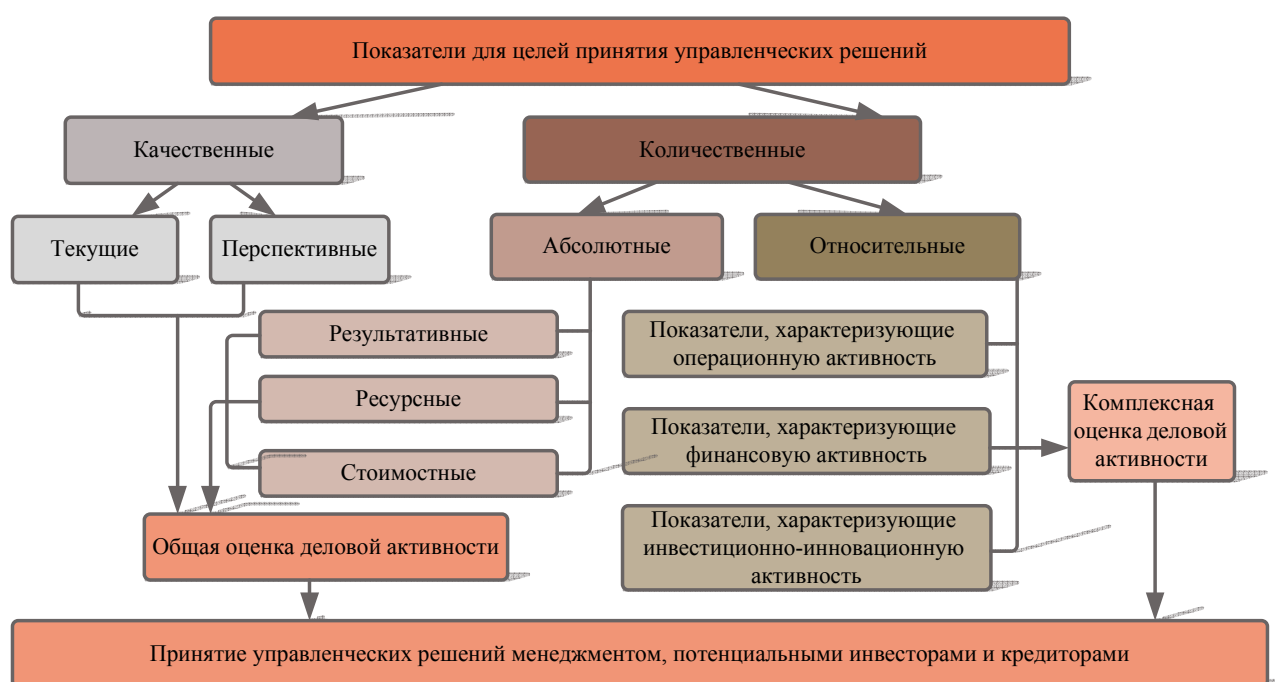 Показатели для целей принятия управленческих решений
Качественные
Количественные
Текущие
Перспективные
Абсолютные
Относительные
Результативные
Ресурсные
Стоимостные
Показатели, характеризующие
операционную активность
Показатели, характеризующие
финансовую активность
Показатели, характеризующие
инвестиционно-инновационную
активность
Комплексная
оценка деловой
активности
Общая оценка деловой активности
Принятие управленческих решений менеджментом, потенциальными инвесторами и кредиторами